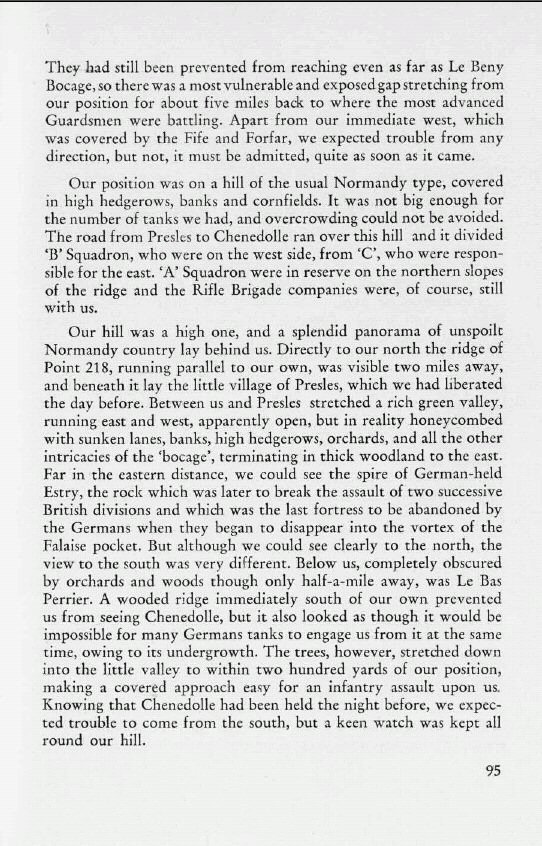 They had still been prevented from reaching even as far as Le Beny
Bocage, so there was a most vulnerable and exposed gap stretching from
our position for about five miles back to where the most advanced
Guardsmen were battling. Apart from our immediate west, which
was covered by the Fife and Forfar, we expected trouble from any
direction, but not, it must be admitted, quite as soon as it came.
Our position was on a hill of the usual Normandy type, covered
in high hedgerows, banks and cornfields. It was not big enough for
the number of tanks we had, and overcrowding could not be avoided.
The road from Presles to Chenedolle ran over this hill and it divided
‘B’ Squadron, who were on the west side, from ‘C’, who were respon-
sible for the east. ‘A’ Squadron were in reserve on the northern slopes
of the ridge and the Rifle Brigade companies were, of course, still
with us.
Our hill was a high one, and a splendid panorama of unspoilt
Normandy country lay behind us. Directly to our north the ridge of
Point 218, running parallel to our own, was visible two miles away,
and beneath it lay the little village of Presles, which we had liberated
the day before. Between us and Presles stretched a rich green valley,
running east and west, apparently open, but in reality honeycombed
with sunken lanes, banks, high hedgerows, orchards, and all the other
intricacies of the ‘bocage’, terminating in thick woodland to the east.
Far in the eastern distance, we could see the spire of German-held
Estry, the rock which was later to break the assault of two successive
British divisions and which was the last fortress to be abandoned by
the Germans when they began to disappear into the vortex of the
Falaise pocket. But although we could see clearly to the north, the
view to the south was very different. Below us, completely obscured
by orchards and woods though only half-a-mile away, was Le Bas
Perrier. A wooded ridge immediately south of our own prevented
us from seeing Chenedolle, but it also looked as though it would be
impossible for many Germans tanks to engage us from it at the same
time, owing to its undergrowth. The trees, however, stretched down
into the little valley to within two hundred yards of our position,
making a covered approach easy for an infantry assault upon us.
Knowing that Chenedolle had been held the night before, we expec-
ted trouble to come from the south, but a keen watch was kept all
round our hill.
95